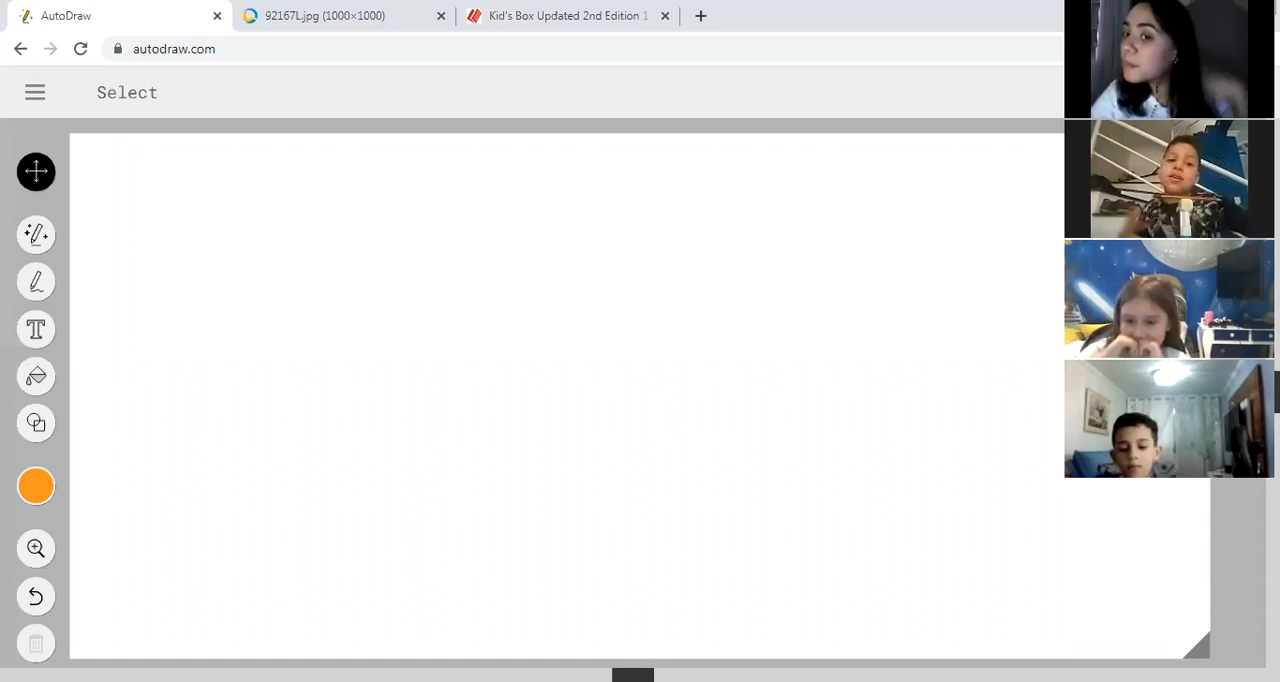 AutoDraw
92167L.jpg (1000×1000)
Kid's Box Updated 2nd Edition 1
autodraw.com
Select
T